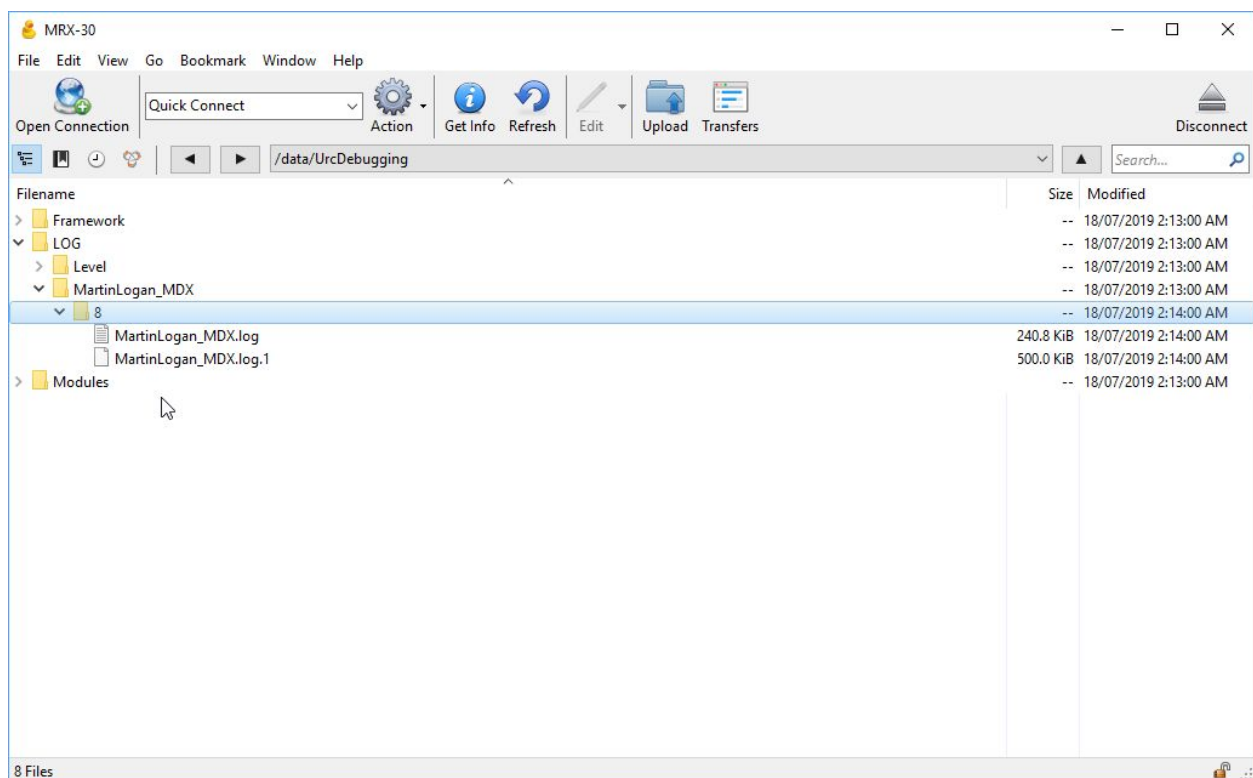 MRX-30
File Edit View Go Bookmark Window Help
Open Connection Quick Connect Action Get Info Refresh Edit Upload Transfers Disconnect
/data/UrcDebugging Search...
Filename Size Modified
Framework -- 18/07/2019 2:13:00 AM
LOG -- 18/07/2019 2:13:00 AM
Level -- 18/07/2019 2:13:00 AM
MartinLogan_MDX -- 18/07/2019 2:13:00 AM
8 -- 18/07/2019 2:14:00 AM
MartinLogan_MDX.log 240.8 KiB 18/07/2019 2:14:00 AM
MartinLogan_MDX.log.1 500.0 KiB 18/07/2019 2:14:00 AM
Modules -- 18/07/2019 2:13:00 AM
8 Files